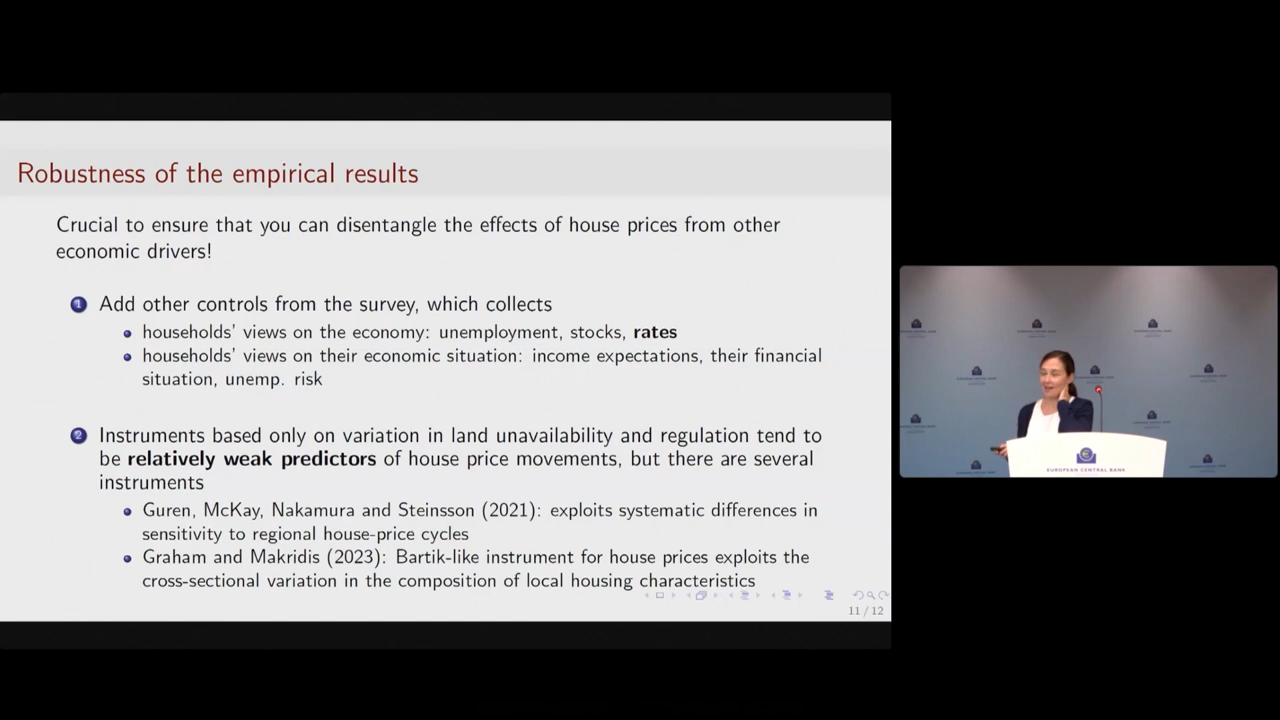 Robustness of the empirical results
Crucial to ensure that you can disentangle the effects of house prices from other
economic drivers!
1 Add other controls from the survey, which collects
households' views on the economy: unemployment, stocks, rates
households' views on their economic situation: income expectations, their financial
situation, unemp. risk
2 Instruments based only on variation in land unavailability and regulation tend to
be relatively weak predictors of house price movements, but there are several
instruments
Guren, McKay, Nakamura and Steinsson (2021): exploits systematic differences in
sensitivity to regional house-price cycles
Graham and Makridis (2023): Bartik-like instrument for house prices exploits the
cross-sectional variation in the composition of local housing characteristics
11 / 12
EUROPEAN CENTRAL BANK